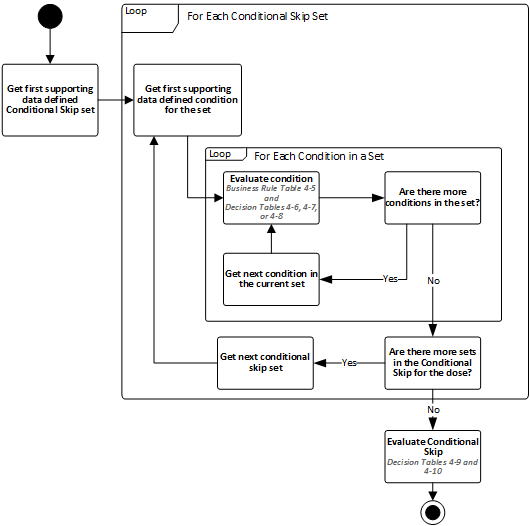 Loop
For Each Conditional Skip Set
Get first supporting
data defined
Conditional Skip set
Get first supporting
data defined condition
for the set
Loop
For Each Condition in a Set
Evaluate condition
Business Rule Table 4-5
and
Decision Tables 4-6, 4-7,
or 4-8
Are there more
conditions in the set?
Get next condition in
the current set
Yes
No
Get next conditional
skip set
Yes
Are there more sets
in the Conditional
Skip for the dose?
No
Evaluate Conditional
Skip
Decision Tables 4-9 and
4-10